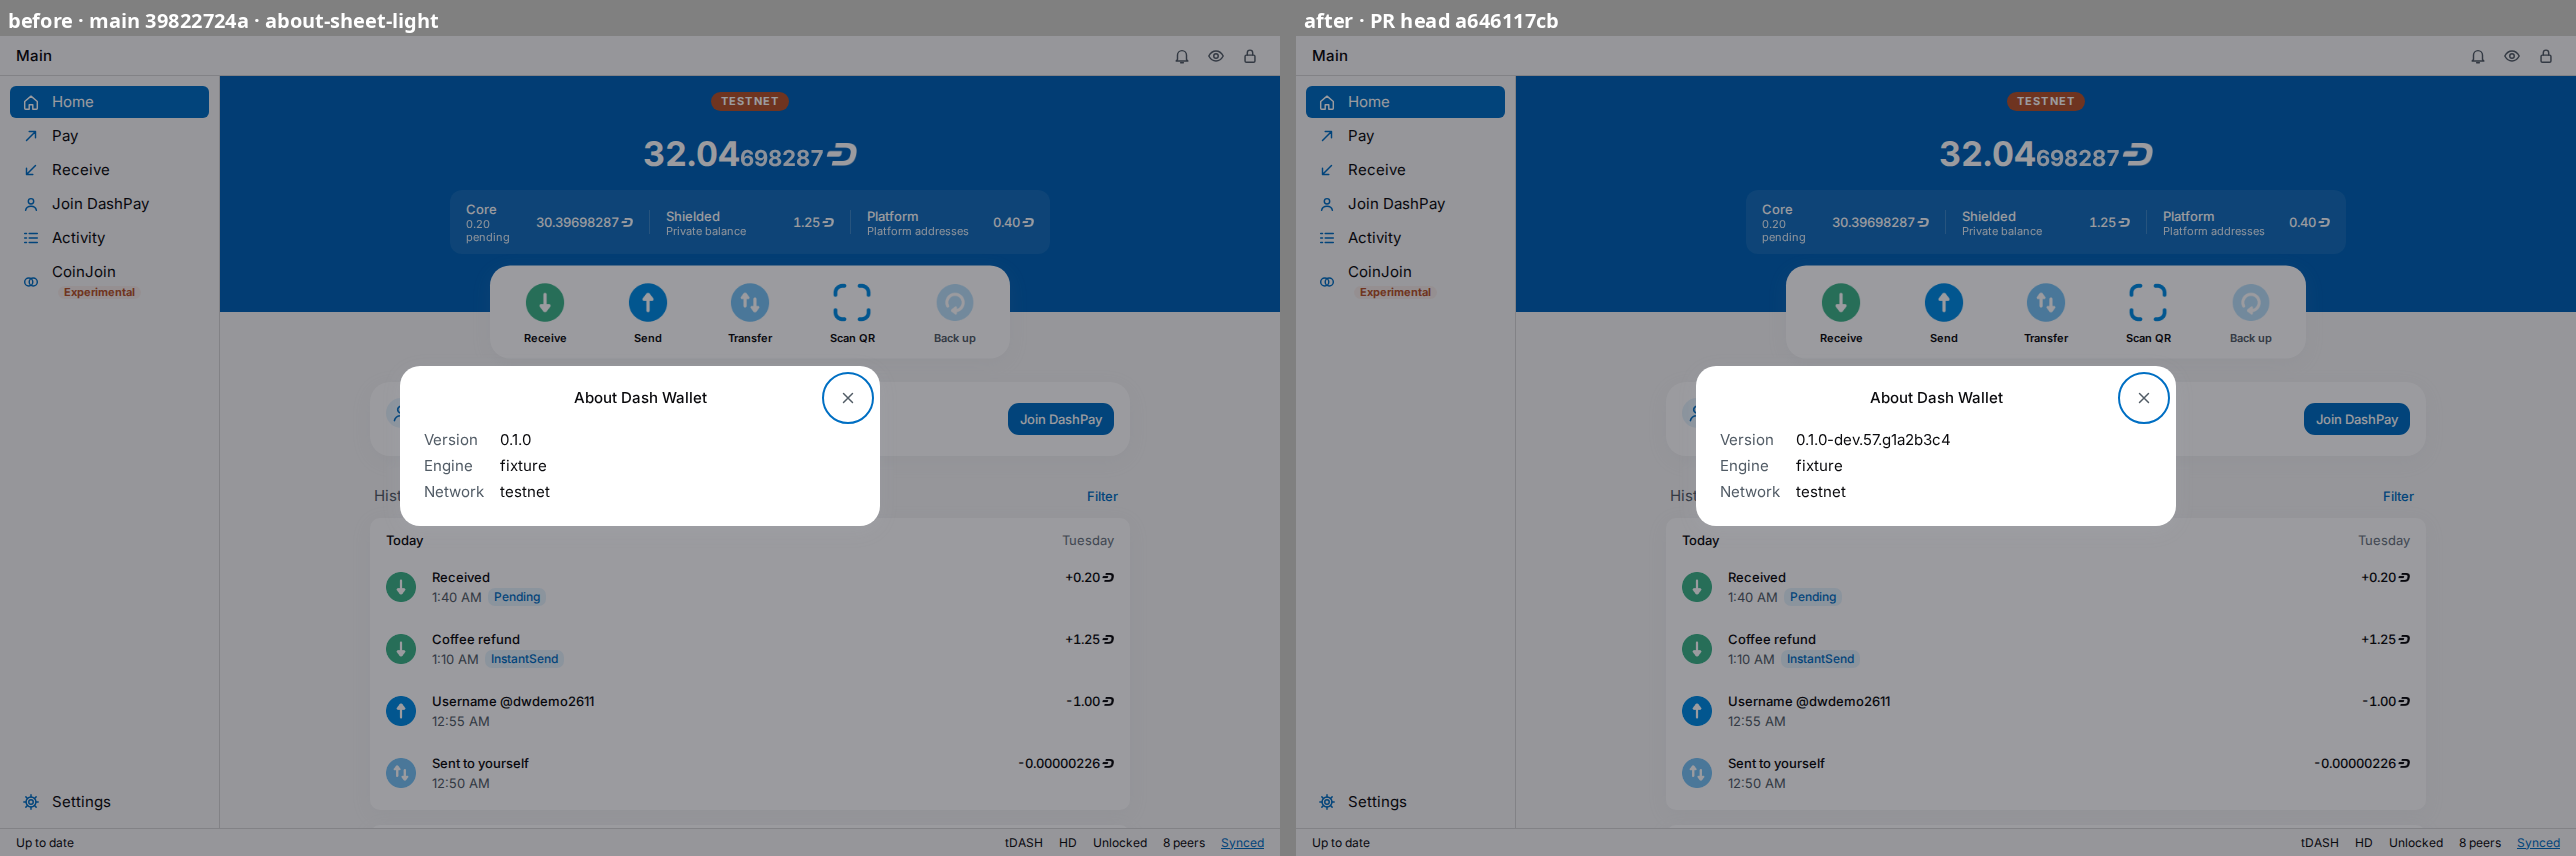 before · main 39822724a · about-sheet-light
Main
Home
Pay
Receive
Join DashPay
Activity
CoinJoin
Experimental
Settings
TESTNET
32.04698287
Core
0.20
pending
30.39698287
Shielded
Private balance
1.25
Platform
Platform addresses
0.40
Receive
Send
Transfer
Scan QR
Back up
About Dash Wallet
Version 0.1.0
Engine fixture
Network testnet
Join DashPay
Hist
Filter
Today
Tuesday
Received
+0.20
1:40 AM Pending
Coffee refund
+1.25
1:10 AM InstantSend
Username @dwdemo2611
-1.00
12:55 AM
Sent to yourself
-0.00000226
12:50 AM
Up to date
tDASH HD Unlocked 8 peers Synced
after · PR head a646117cb
Main
Home
Pay
Receive
Join DashPay
Activity
CoinJoin
Experimental
Settings
TESTNET
32.04698287
Core
0.20
pending
30.39698287
Shielded
Private balance
1.25
Platform
Platform addresses
0.40
Receive
Send
Transfer
Scan QR
Back up
About Dash Wallet
Version 0.1.0-dev.57.g1a2b3c4
Engine fixture
Network testnet
Join DashPay
Hist
Filter
Today
Tuesday
Received
+0.20
1:40 AM Pending
Coffee refund
+1.25
1:10 AM InstantSend
Username @dwdemo2611
-1.00
12:55 AM
Sent to yourself
-0.00000226
12:50 AM
Up to date
tDASH HD Unlocked 8 peers Synced